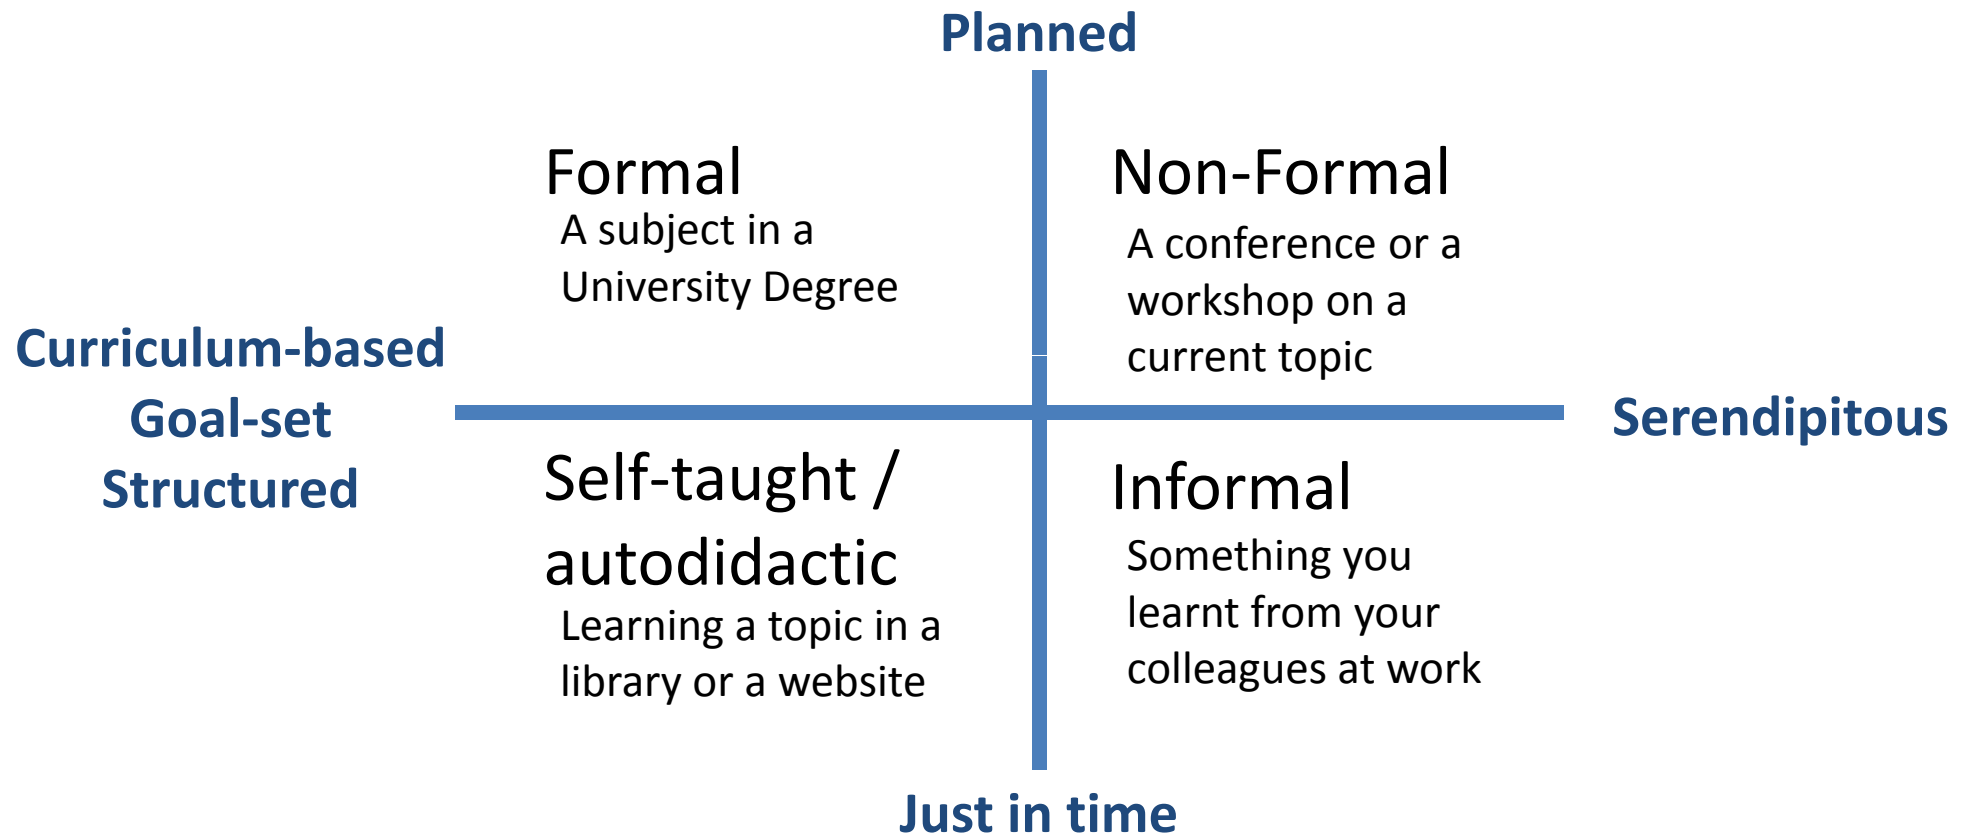 Planned
Formal
A subject in a
University Degree
Non-Formal
A conference or a
workshop on a
current topic
Curriculum-based
Goal-set
Structured
Serendipitous
Self-taught /
autodidactic
Learning a topic in a
library or a website
Informal
Something you
learnt from your
colleagues at work
Just in time